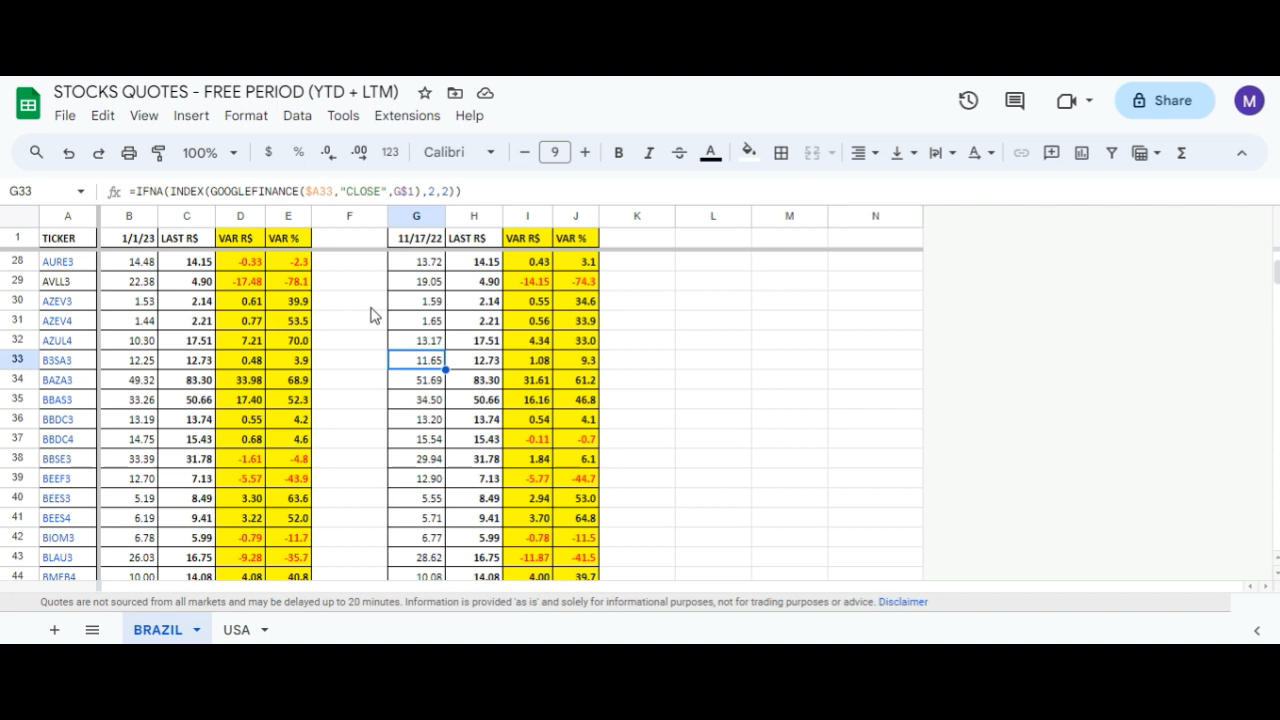 STOCKS QUOTES - FREE PERIOD (YTD + LTM)
File Edit View Insert Format Data Tools Extensions Help
Share
M
100% $ % .0 .00 123 Calibri 9 B I A
G33 fx =IFNA(INDEX(GOOGLEFINANCE($A33,"CLOSE",G$1),2,2))
A B C D E F G H I J K L M N
1 TICKER 1/1/23 LAST R$ VAR R$ VAR % 11/17/22 LAST R$ VAR R$ VAR %
28 AURE3 14.48 14.15 -0.33 -2.3 13.72 14.15 0.43 3.1
29 AVLL3 22.38 4.90 -17.48 -78.1 19.05 4.90 -14.15 -74.3
30 AZEV3 1.53 2.14 0.61 39.9 1.59 2.14 0.55 34.6
31 AZEV4 1.44 2.21 0.77 53.5 1.65 2.21 0.56 33.9
32 AZUL4 10.30 17.51 7.21 70.0 13.17 17.51 4.34 33.0
33 B3SA3 12.25 12.73 0.48 3.9 11.65 12.73 1.08 9.3
34 BAZA3 49.32 83.30 33.98 68.9 51.69 83.30 31.61 61.2
35 BBAS3 33.26 50.66 17.40 52.3 34.50 50.66 16.16 46.8
36 BBDC3 13.19 13.74 0.55 4.2 13.20 13.74 0.54 4.1
37 BBDC4 14.75 15.43 0.68 4.6 15.54 15.43 -0.11 -0.7
38 BBSE3 33.39 31.78 -1.61 -4.8 29.94 31.78 1.84 6.1
39 BEEF3 12.70 7.13 -5.57 -43.9 12.90 7.13 -5.77 -44.7
40 BEES3 5.19 8.49 3.30 63.6 5.55 8.49 2.94 53.0
41 BEES4 6.19 9.41 3.22 52.0 5.71 9.41 3.70 64.8
42 BIOM3 6.78 5.99 -0.79 -11.7 6.77 5.99 -0.78 -11.5
43 BLAU3 26.03 16.75 -9.28 -35.7 28.62 16.75 -11.87 -41.5
44 BMEB4 10.00 14.08 4.08 40.8 10.08 14.08 4.00 39.7
Quotes are not sourced from all markets and may be delayed up to 20 minutes. Information is provided 'as is' and solely for informational purposes, not for trading purposes or advice. Disclaimer
BRAZIL USA